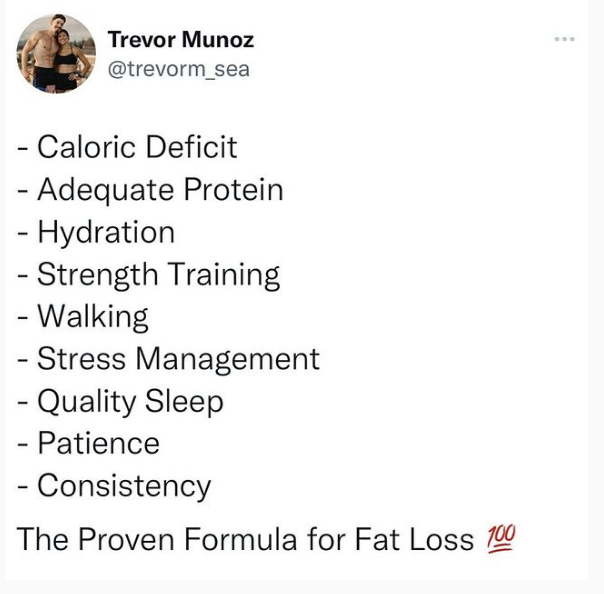 Trevor Munoz
@trevorm_sea
- Caloric Deficit
- Adequate Protein
- Hydration
- Strength Training
- Walking
- Stress Management
- Quality Sleep
- Patience
- Consistency
The Proven Formula for Fat Loss 💯